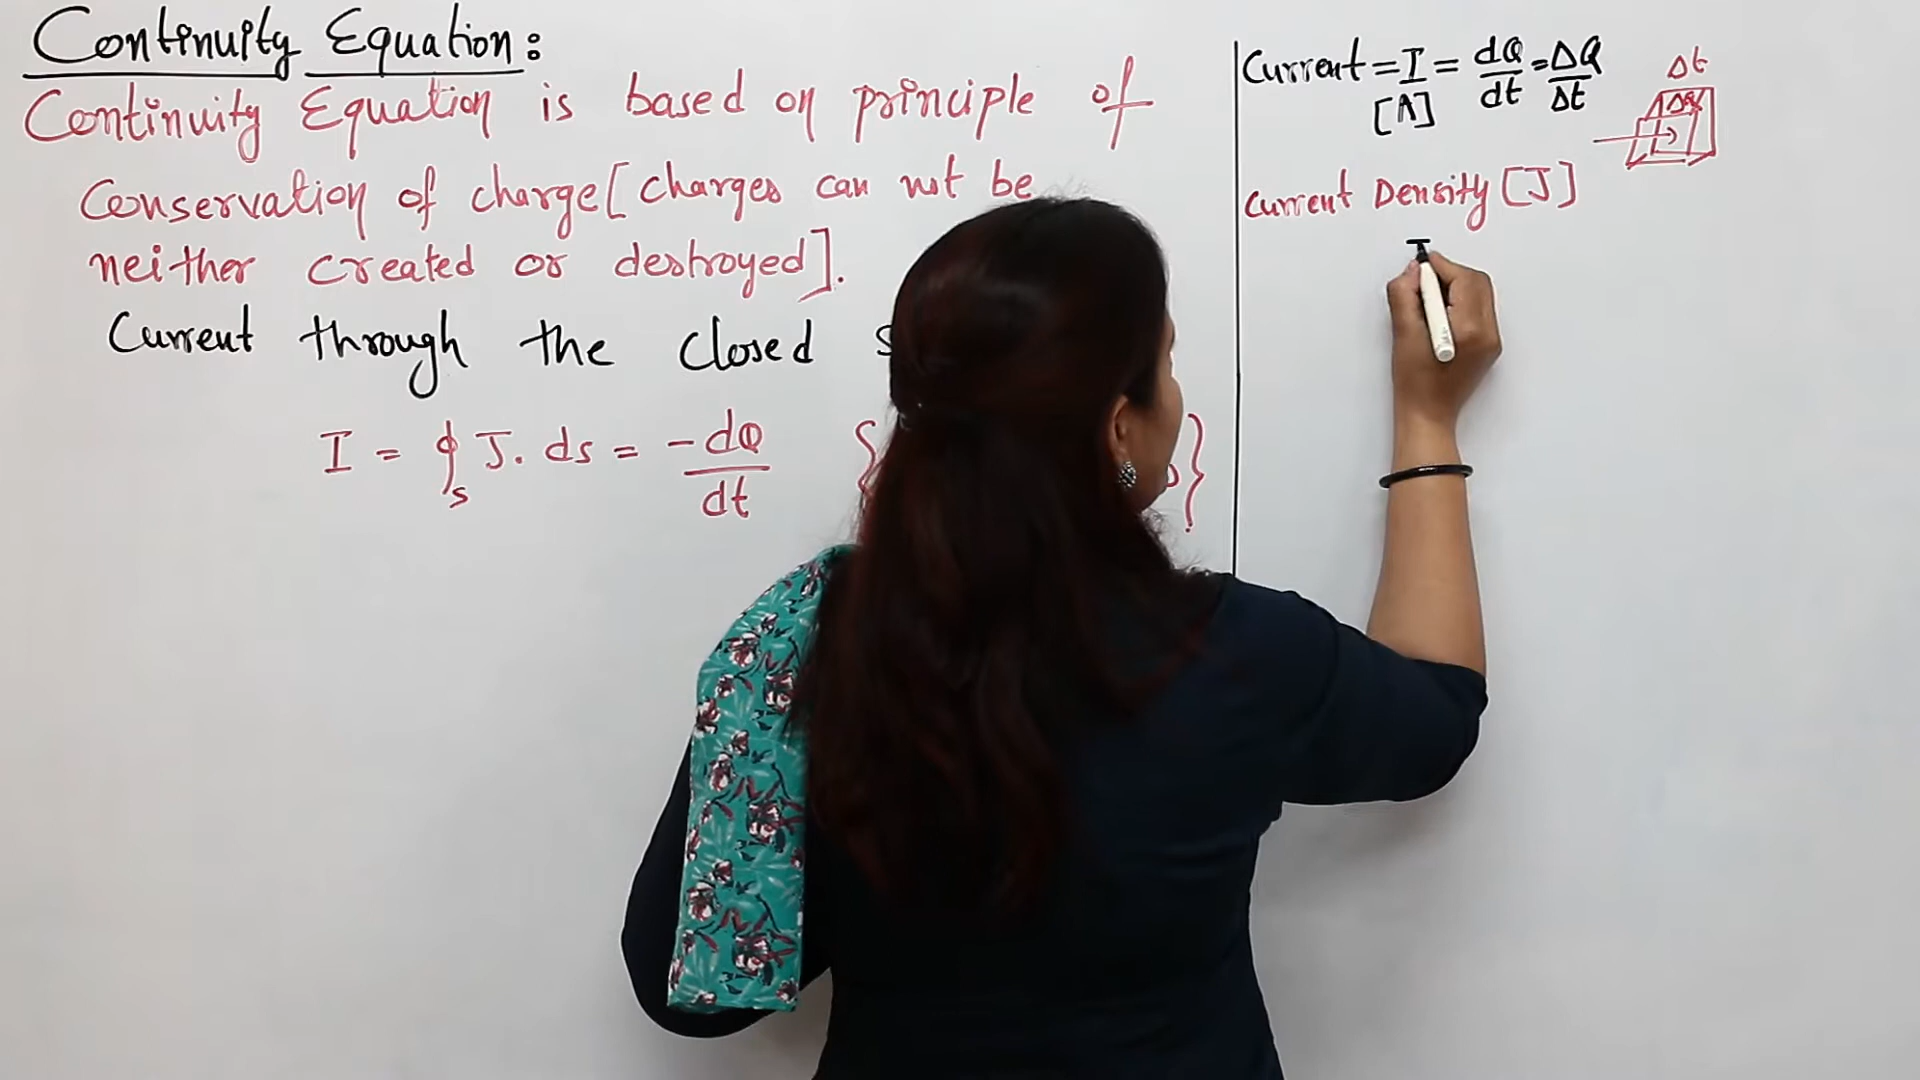 Continuity Equation:
Continuity Equation is based on principle of
Conservation of charge [charges can not be
neither created or destroyed].
Current through the closed
I = ∮s J. ds = -dQ/dt {
}
Current = I = dQ/dt = ΔQ/Δt
[A]
Δt
Current Density [J]